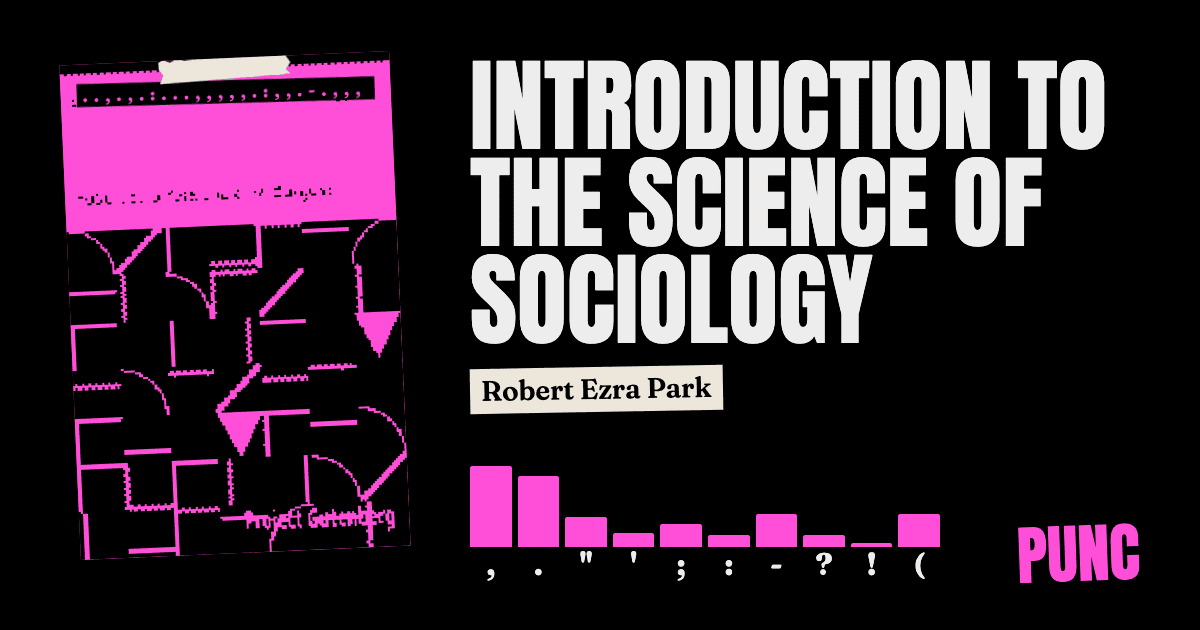 INTRODUCTION TO
THE SCIENCE OF
SOCIOLOGY
Robert Ezra Park
Project Gutenberg
, . " ' ; : - ? ! (
PUNC